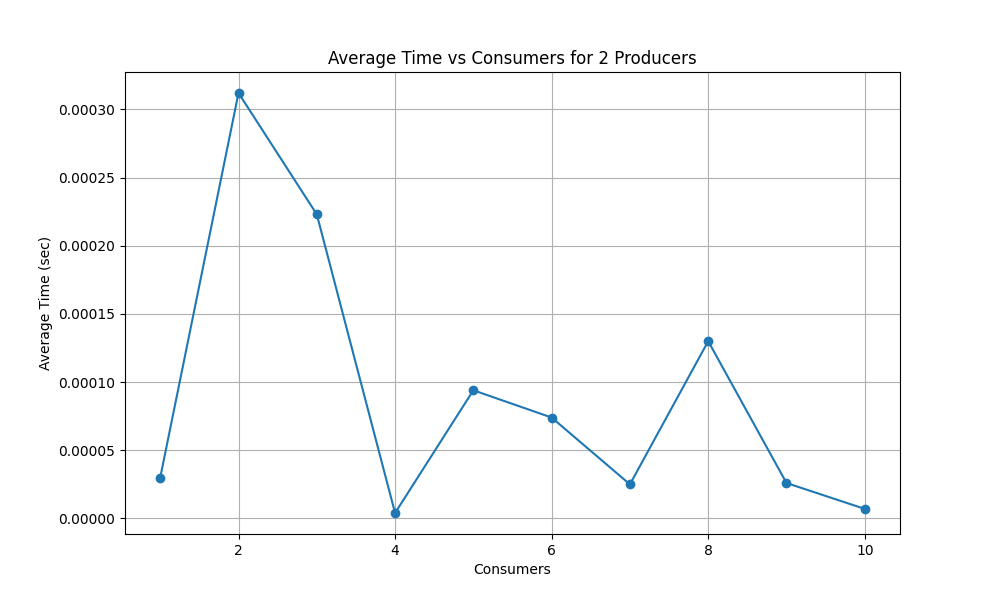 Average Time vs Consumers for 2 Producers
0.00030
0.00025
0.00020
0.00015
0.00010
0.00005
0.00000
Average Time (sec)
2 4 6 8 10
Consumers